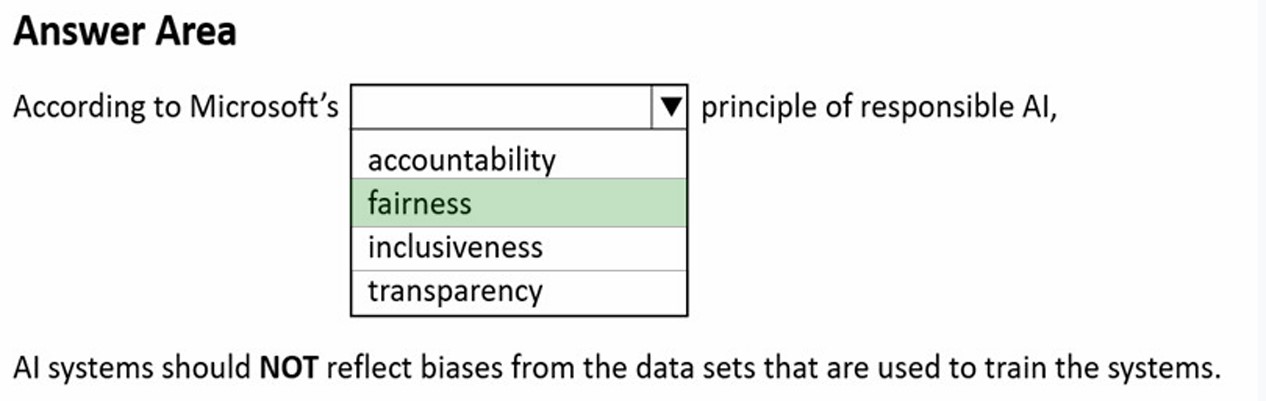 Answer Area
According to Microsoft's ▼ principle of responsible AI,
accountability
fairness
inclusiveness
transparency
AI systems should NOT reflect biases from the data sets that are used to train the systems.